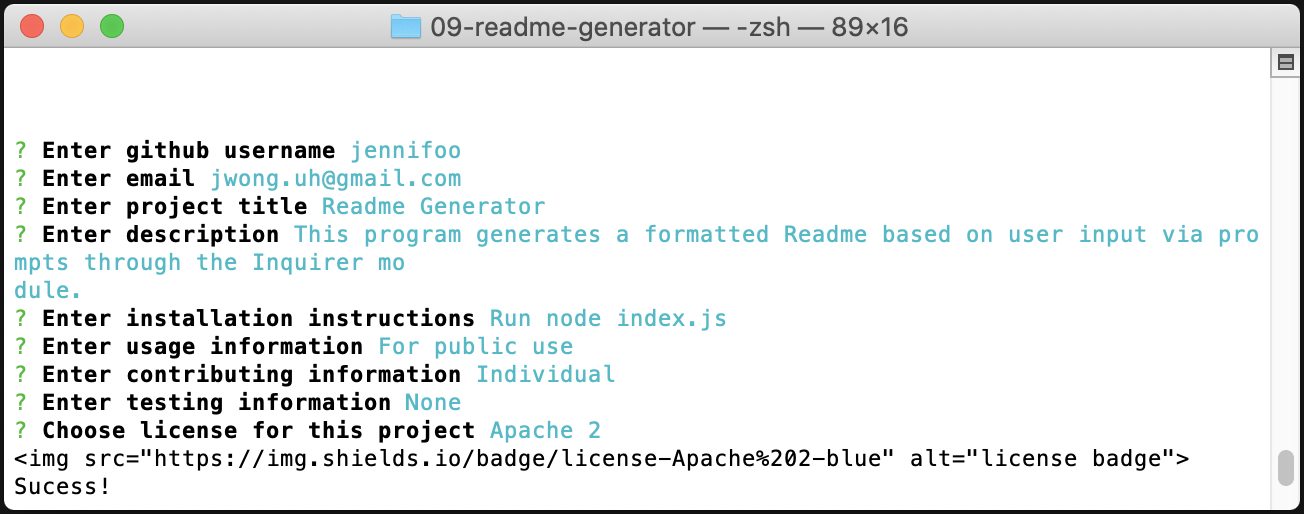 09-readme-generator — -zsh — 89×16
? Enter github username jennifoo
? Enter email jwong.uh@gmail.com
? Enter project title Readme Generator
? Enter description This program generates a formatted Readme based on user input via pro
mpts through the Inquirer mo
dule.
? Enter installation instructions Run node index.js
? Enter usage information For public use
? Enter contributing information Individual
? Enter testing information None
? Choose license for this project Apache 2
<img src="https://img.shields.io/badge/license-Apache%202-blue" alt="license badge">
Sucess!